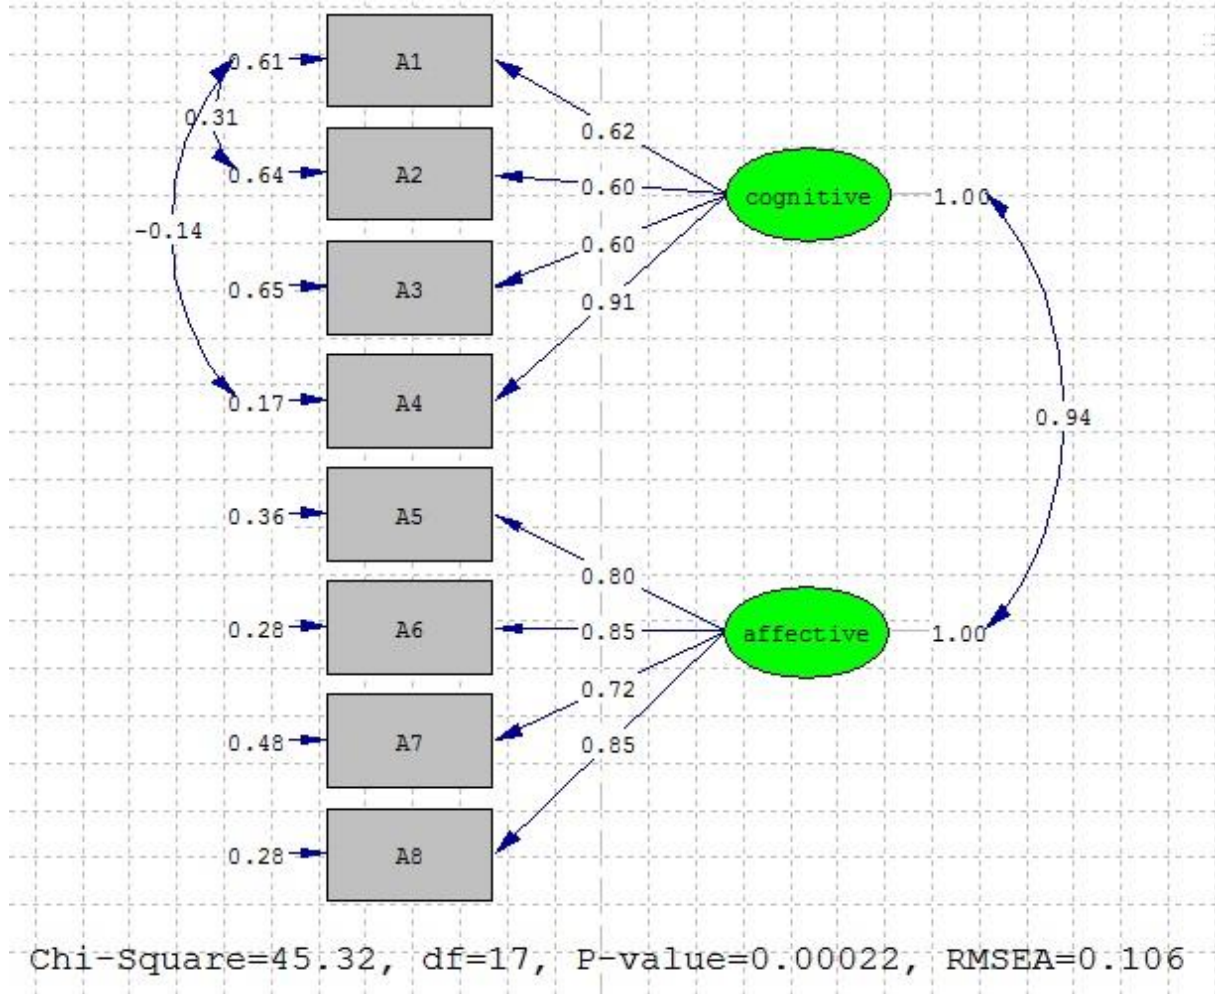 0.61 A1
0.31
0.62
0.64 A2
0.60
cognitive 1.00
-0.14
0.60
0.65 A3
0.91
0.17 A4
0.94
0.36 A5
0.80
0.28 A6
0.85
affective 1.00
0.72
0.48 A7
0.85
0.28 A8
Chi-Square=45.32, df=17, P-value=0.00022, RMSEA=0.106